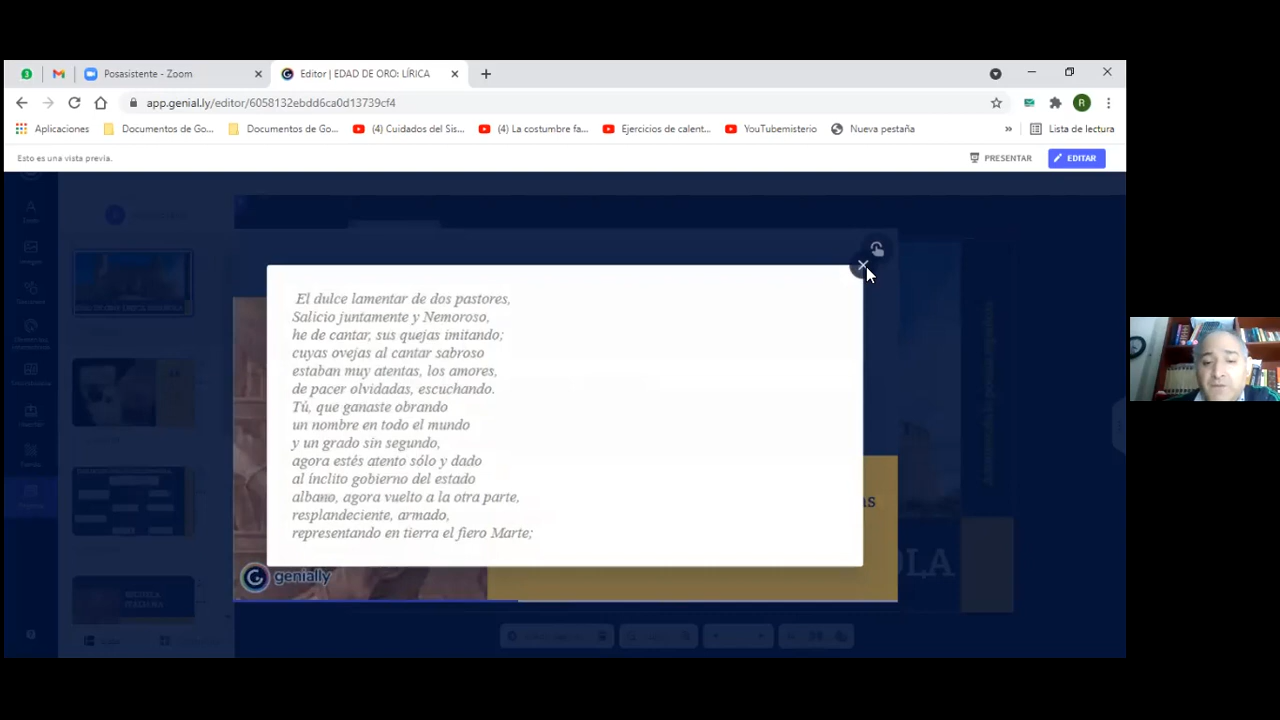 Posasistente - Zoom
Editor | EDAD DE ORO: LÍRICA
app.genial.ly/editor/6058132ebdd6ca0d13739cf4
Aplicaciones
Documentos de Go...
Documentos de Go...
(4) Cuidados del Sis...
(4) La costumbre fa...
Ejercicios de calent...
YouTubemisterio
Nueva pestaña
»
Lista de lectura
Esto es una vista previa.
PRESENTAR
EDITAR
El dulce lamentar de dos pastores,
Salicio juntamente y Nemoroso,
he de cantar, sus quejas imitando;
cuyas ovejas al cantar sabroso
estaban muy atentas, los amores,
de pacer olvidadas, escuchando.
Tú, que ganaste obrando
un nombre en todo el mundo
y un grado sin segundo,
agora estés atento sólo y dado
al ínclito gobierno del estado
albano, agora vuelto a la otra parte,
resplandeciente, armado,
representando en tierra el fiero Marte;
as
OLA
genially